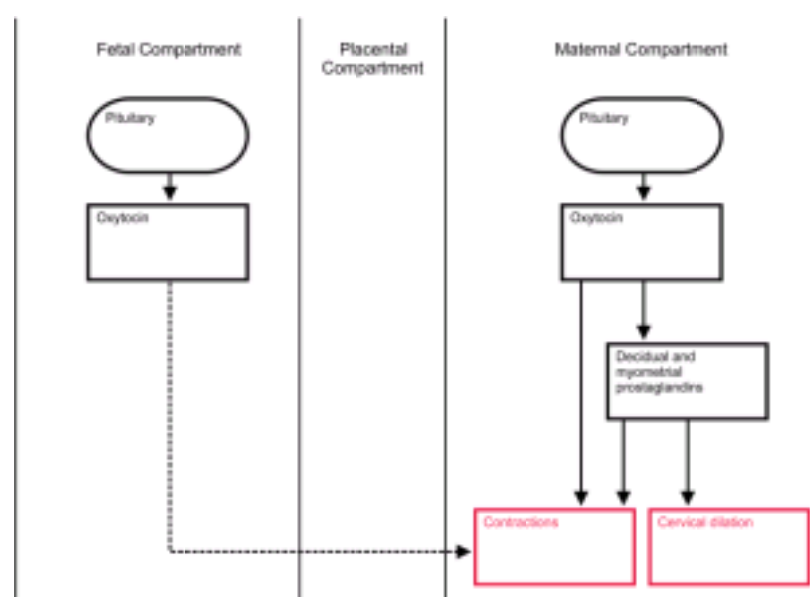 Fetal Compartment
Placental
Compartment
Maternal Compartment
Pituitary
Pituitary
Oxytocin
Oxytocin
Decidual and
myometrial
prostaglandins
Contractions
Cervical dilation